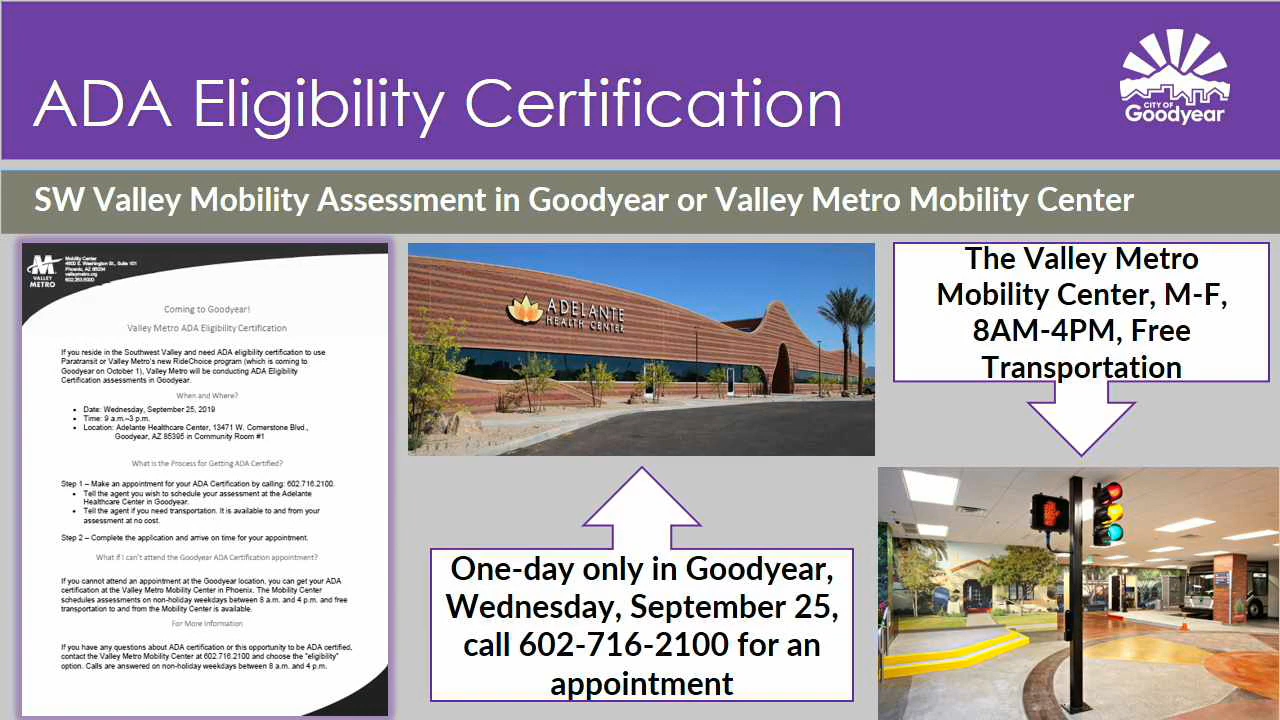 ADA Eligibility Certification
CITY OF
Goodyear
SW Valley Mobility Assessment in Goodyear or Valley Metro Mobility Center
VALLEY
METRO
Mobility Center
4600 E. Washington St., Suite 101
Phoenix, AZ 85034
valleymetro.org
Coming to Goodyear!
Valley Metro ADA Eligibility Certification
If you reside in the Southwest Valley and need ADA eligibility certification to use
Paratransit or Valley Metro's new RideChoice program (which is coming to
Goodyear on October 1), Valley Metro will be conducting ADA Eligibility
Certification assessments in Goodyear.
When and Where?
• Date: Wednesday, September 25, 2019
• Time: 9 a.m.–3 p.m.
• Location: Adelante Healthcare Center, 13471 W. Cornerstone Blvd.,
Goodyear, AZ 85395 in Community Room #1
What is the Process for Getting ADA Certified?
Step 1 – Make an appointment for your ADA Certification by calling: 602.716.2100.
• Tell the agent you wish to schedule your assessment at the Adelante
Healthcare Center in Goodyear.
• Tell the agent if you need transportation. It is available to and from your
assessment at no cost.
Step 2 – Complete the application and arrive on time for your appointment.
What if I can't attend the Goodyear ADA Certification appointment?
If you cannot attend an appointment at the Goodyear location, you can get your ADA
certification at the Valley Metro Mobility Center in Phoenix. The Mobility Center
schedules assessments on non-holiday weekdays between 8 a.m. and 4 p.m. and free
transportation to and from the Mobility Center is available.
For More Information
If you have any questions about ADA certification or this opportunity to be ADA certified,
contact the Valley Metro Mobility Center at 602.716.2100 and choose the "eligibility"
option. Calls are answered on non-holiday weekdays between 8 a.m. and 4 p.m.
ADELANTE
HEALTH CENTER
One-day only in Goodyear,
Wednesday, September 25,
call 602-716-2100 for an
appointment
The Valley Metro
Mobility Center, M-F,
8AM-4PM, Free
Transportation